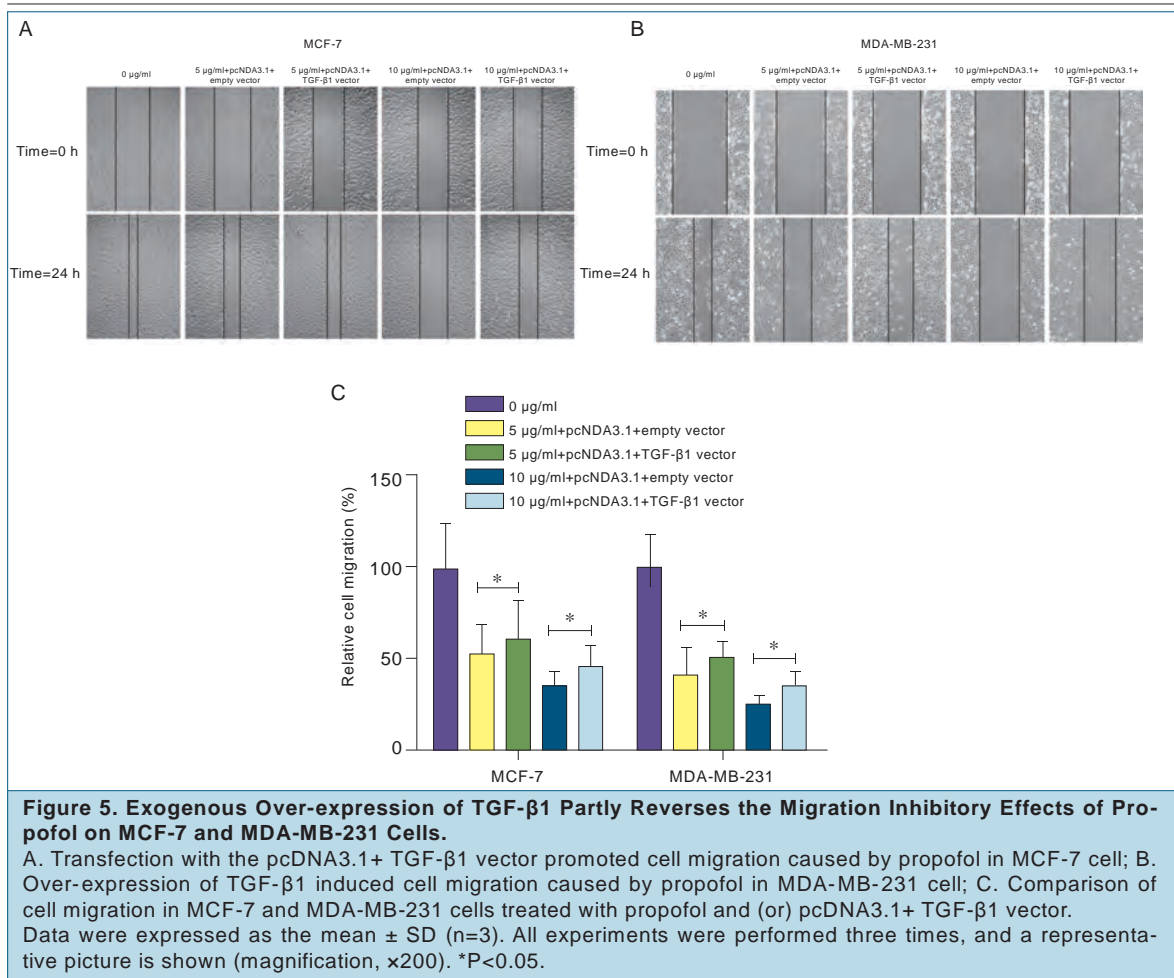 A
MCF-7
0 µg/ml
5 µg/ml+pcNDA3.1+
empty vector
5 µg/ml+pcNDA3.1+
TGF-β1 vector
10 µg/ml+pcNDA3.1+
empty vector
10 µg/ml+pcNDA3.1+
TGF-β1 vector
Time=0 h
Time=24 h
B
MDA-MB-231
0 µg/ml
5 µg/ml+pcNDA3.1+
empty vector
5 µg/ml+pcNDA3.1+
TGF-β1 vector
10 µg/ml+pcNDA3.1+
empty vector
10 µg/ml+pcNDA3.1+
TGF-β1 vector
Time=0 h
Time=24 h
C
0 µg/ml
5 µg/ml+pcNDA3.1+empty vector
5 µg/ml+pcNDA3.1+TGF-β1 vector
10 µg/ml+pcNDA3.1+empty vector
10 µg/ml+pcNDA3.1+TGF-β1 vector
Relative cell migration (%)
150
100
50
0
*
*
*
*
MCF-7
MDA-MB-231
Figure 5. Exogenous Over-expression of TGF-β1 Partly Reverses the Migration Inhibitory Effects of Pro-
pofol on MCF-7 and MDA-MB-231 Cells.
A. Transfection with the pcDNA3.1+ TGF-β1 vector promoted cell migration caused by propofol in MCF-7 cell; B.
Over-expression of TGF-β1 induced cell migration caused by propofol in MDA-MB-231 cell; C. Comparison of
cell migration in MCF-7 and MDA-MB-231 cells treated with propofol and (or) pcDNA3.1+ TGF-β1 vector.
Data were expressed as the mean ± SD (n=3). All experiments were performed three times, and a representa-
tive picture is shown (magnification, ×200). *P<0.05.